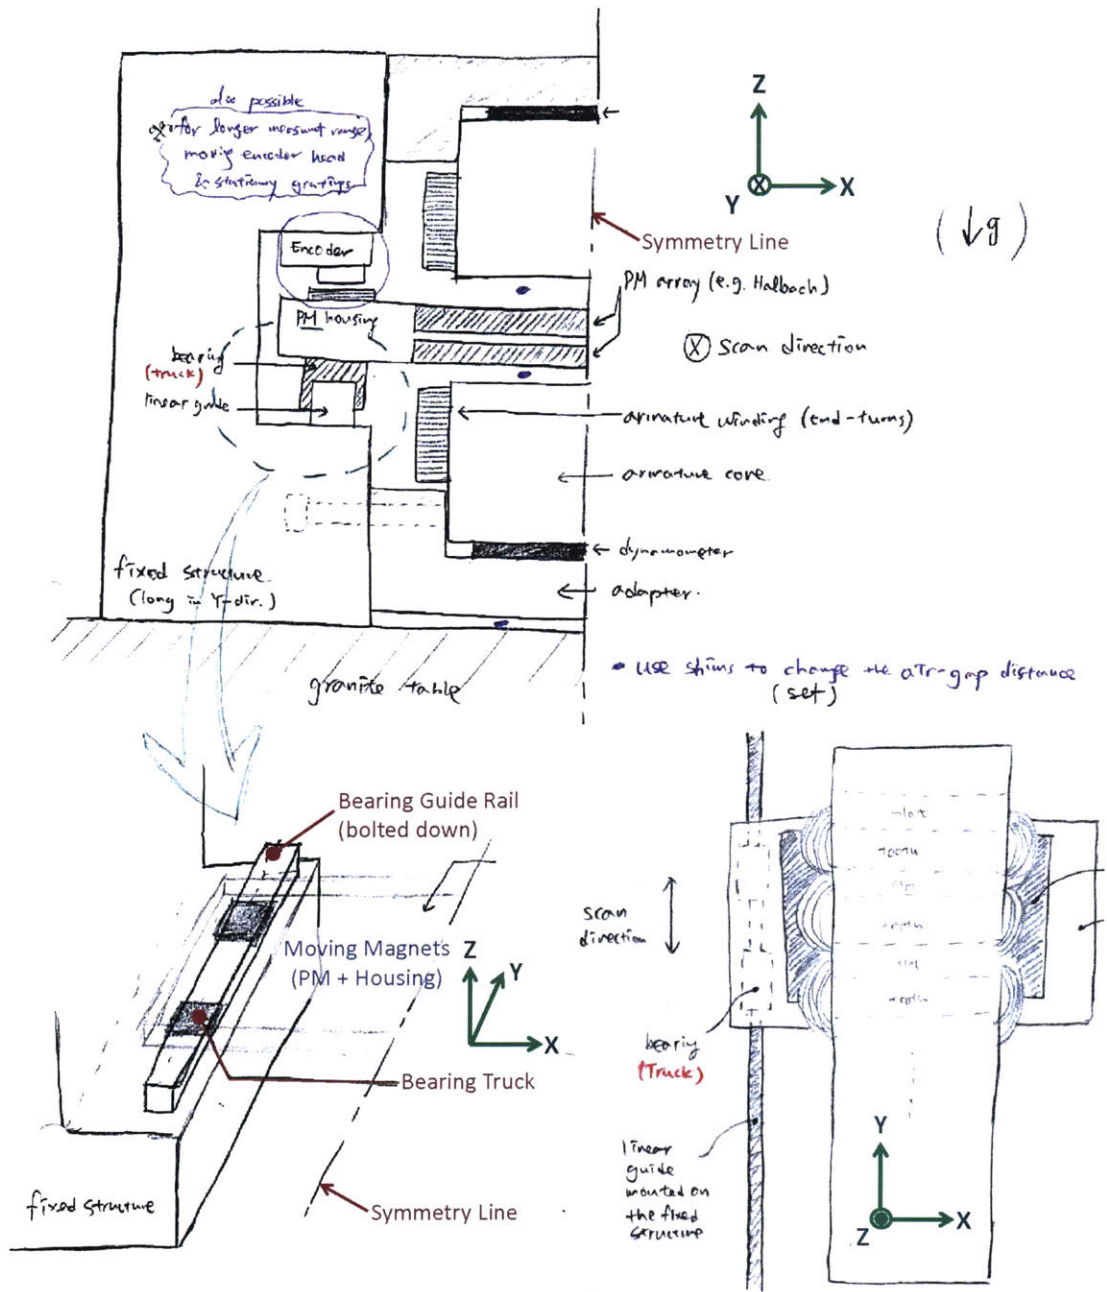 also possible
for longer measurmt range,
moving encoder head
& stationary gratings
Encoder
PM housing
bearing
(truck)
linear guide
fixed structure
(long in Y-dir.)
granite table
Z
Y
X
(↓g)
Symmetry Line
PM array (e.g. Halbach)
ⓧ scan direction
armature winding (end-turns)
armature core
dynamometer
adapter.
• use shims to change the air-gap distance
(set)
Bearing Guide Rail
(bolted down)
Moving Magnets
(PM + Housing)
Z
Y
X
Bearing Truck
Symmetry Line
fixed structure
scan
direction
bearing
(Truck)
linear
guide
mounted on
the fixed
structure
tooth
slot
tooth
slot
tooth
Y
X
Z